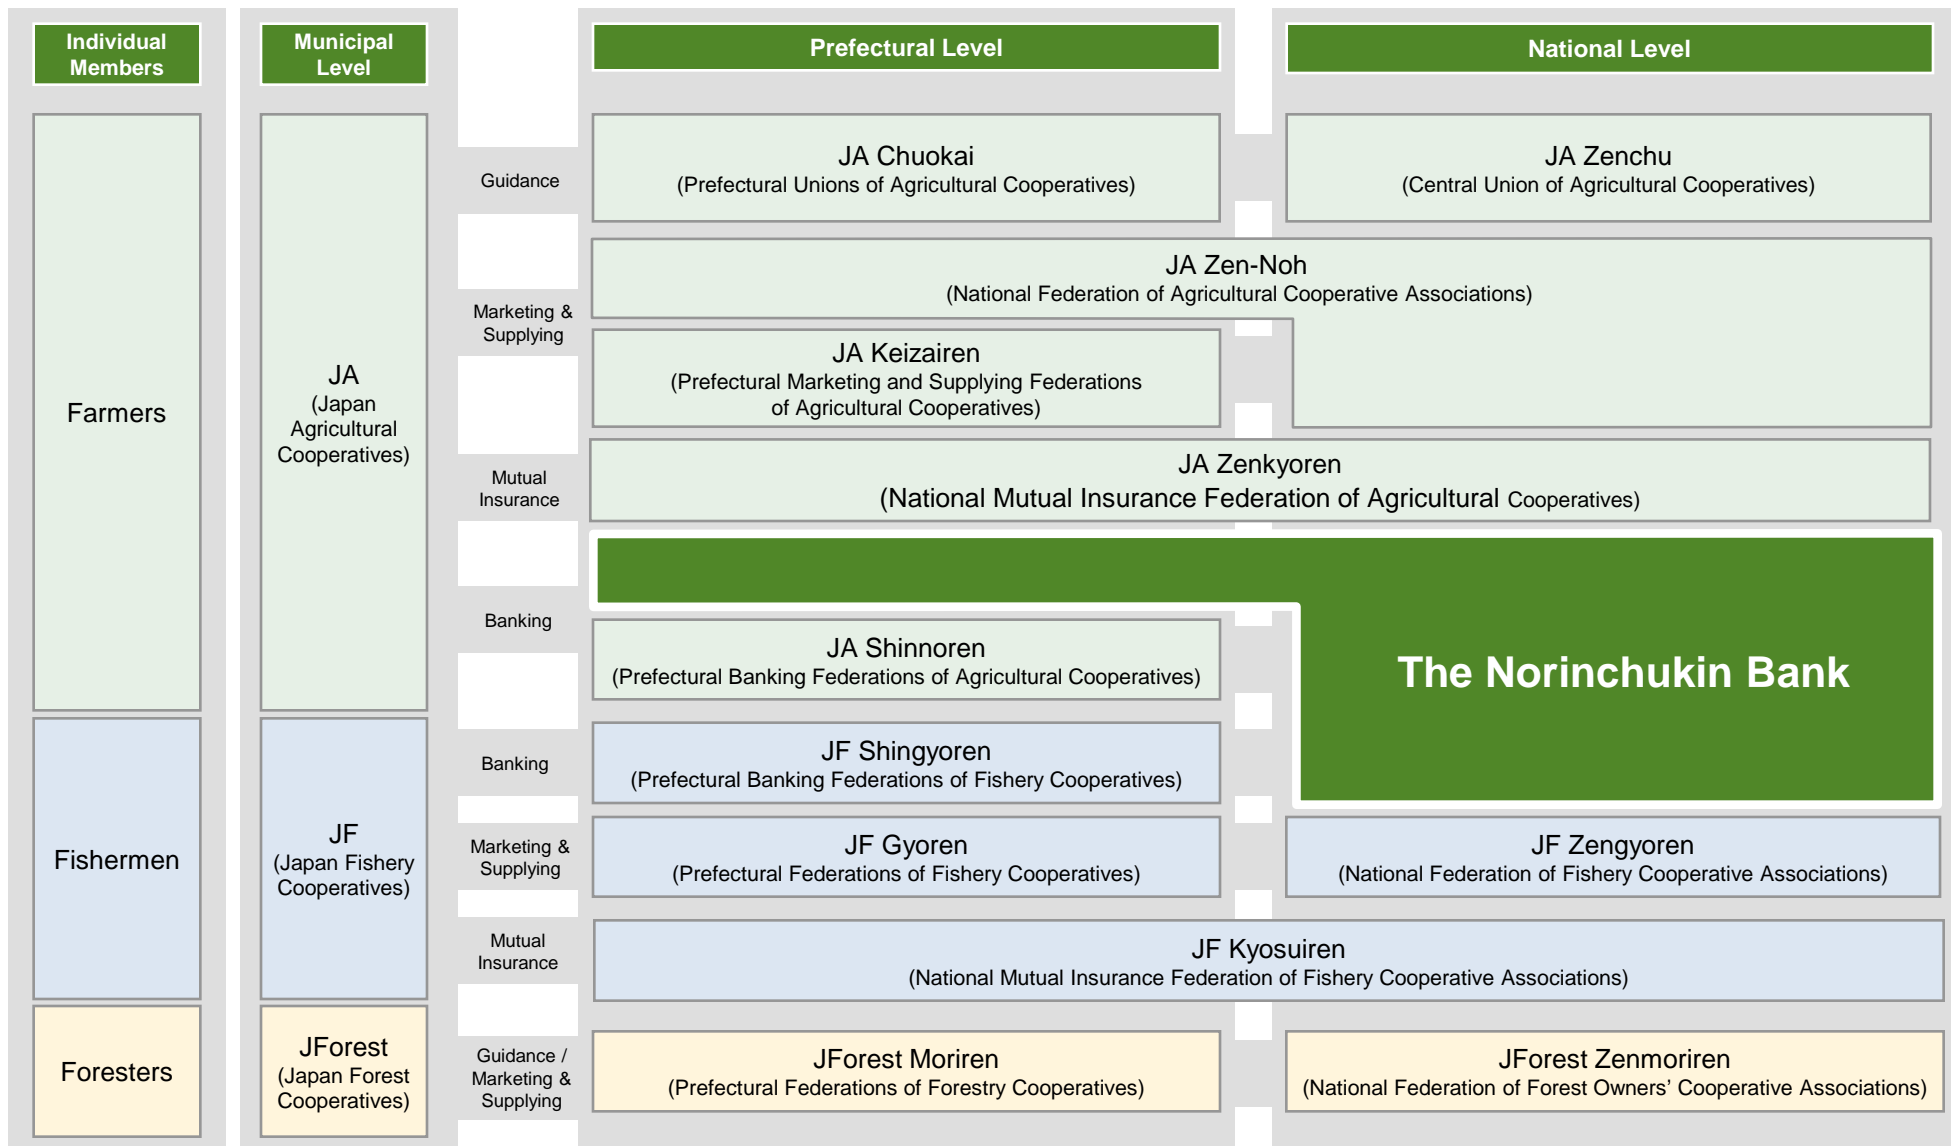 Individual
Members
Municipal
Level
Prefectural Level
National Level
Farmers
JA
(Japan
Agricultural
Cooperatives)
Guidance
JA Chuokai
(Prefectural Unions of Agricultural Cooperatives)
JA Zenchu
(Central Union of Agricultural Cooperatives)
Marketing &
Supplying
JA Zen-Noh
(National Federation of Agricultural Cooperative Associations)
JA Keizairen
(Prefectural Marketing and Supplying Federations
of Agricultural Cooperatives)
Mutual
Insurance
JA Zenkyoren
(National Mutual Insurance Federation of Agricultural Cooperatives)
Banking
JA Shinnoren
(Prefectural Banking Federations of Agricultural Cooperatives)
The Norinchukin Bank
Fishermen
JF
(Japan Fishery
Cooperatives)
Banking
JF Shingyoren
(Prefectural Banking Federations of Fishery Cooperatives)
Marketing &
Supplying
JF Gyoren
(Prefectural Federations of Fishery Cooperatives)
JF Zengyoren
(National Federation of Fishery Cooperative Associations)
Mutual
Insurance
JF Kyosuiren
(National Mutual Insurance Federation of Fishery Cooperative Associations)
Foresters
JForest
(Japan Forest
Cooperatives)
Guidance /
Marketing &
Supplying
JForest Moriren
(Prefectural Federations of Forestry Cooperatives)
JForest Zenmoriren
(National Federation of Forest Owners’ Cooperative Associations)